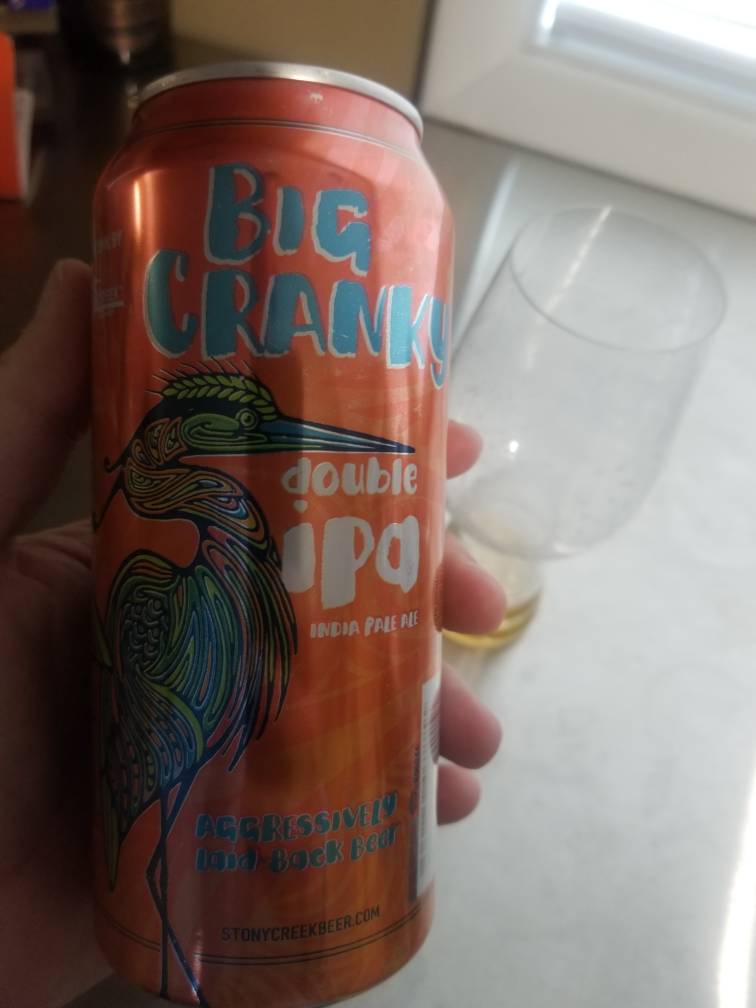 BIG
CRANKY
double
ipa
INDIA PALE ALE
AGGRESSIVELY
laid-Back Beer
STONYCREEKBEER.COM